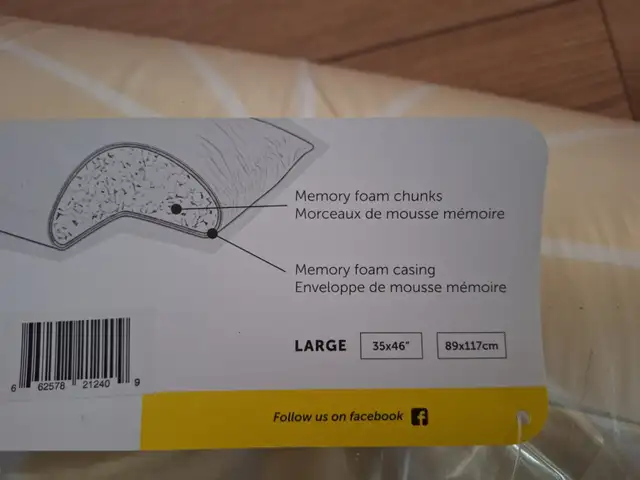 Memory foam chunks
Morceaux de mousse mémoire
Memory foam casing
Enveloppe de mousse mémoire
LARGE 35x46" 89x117cm
6 62578 21240 9
Follow us on facebook f